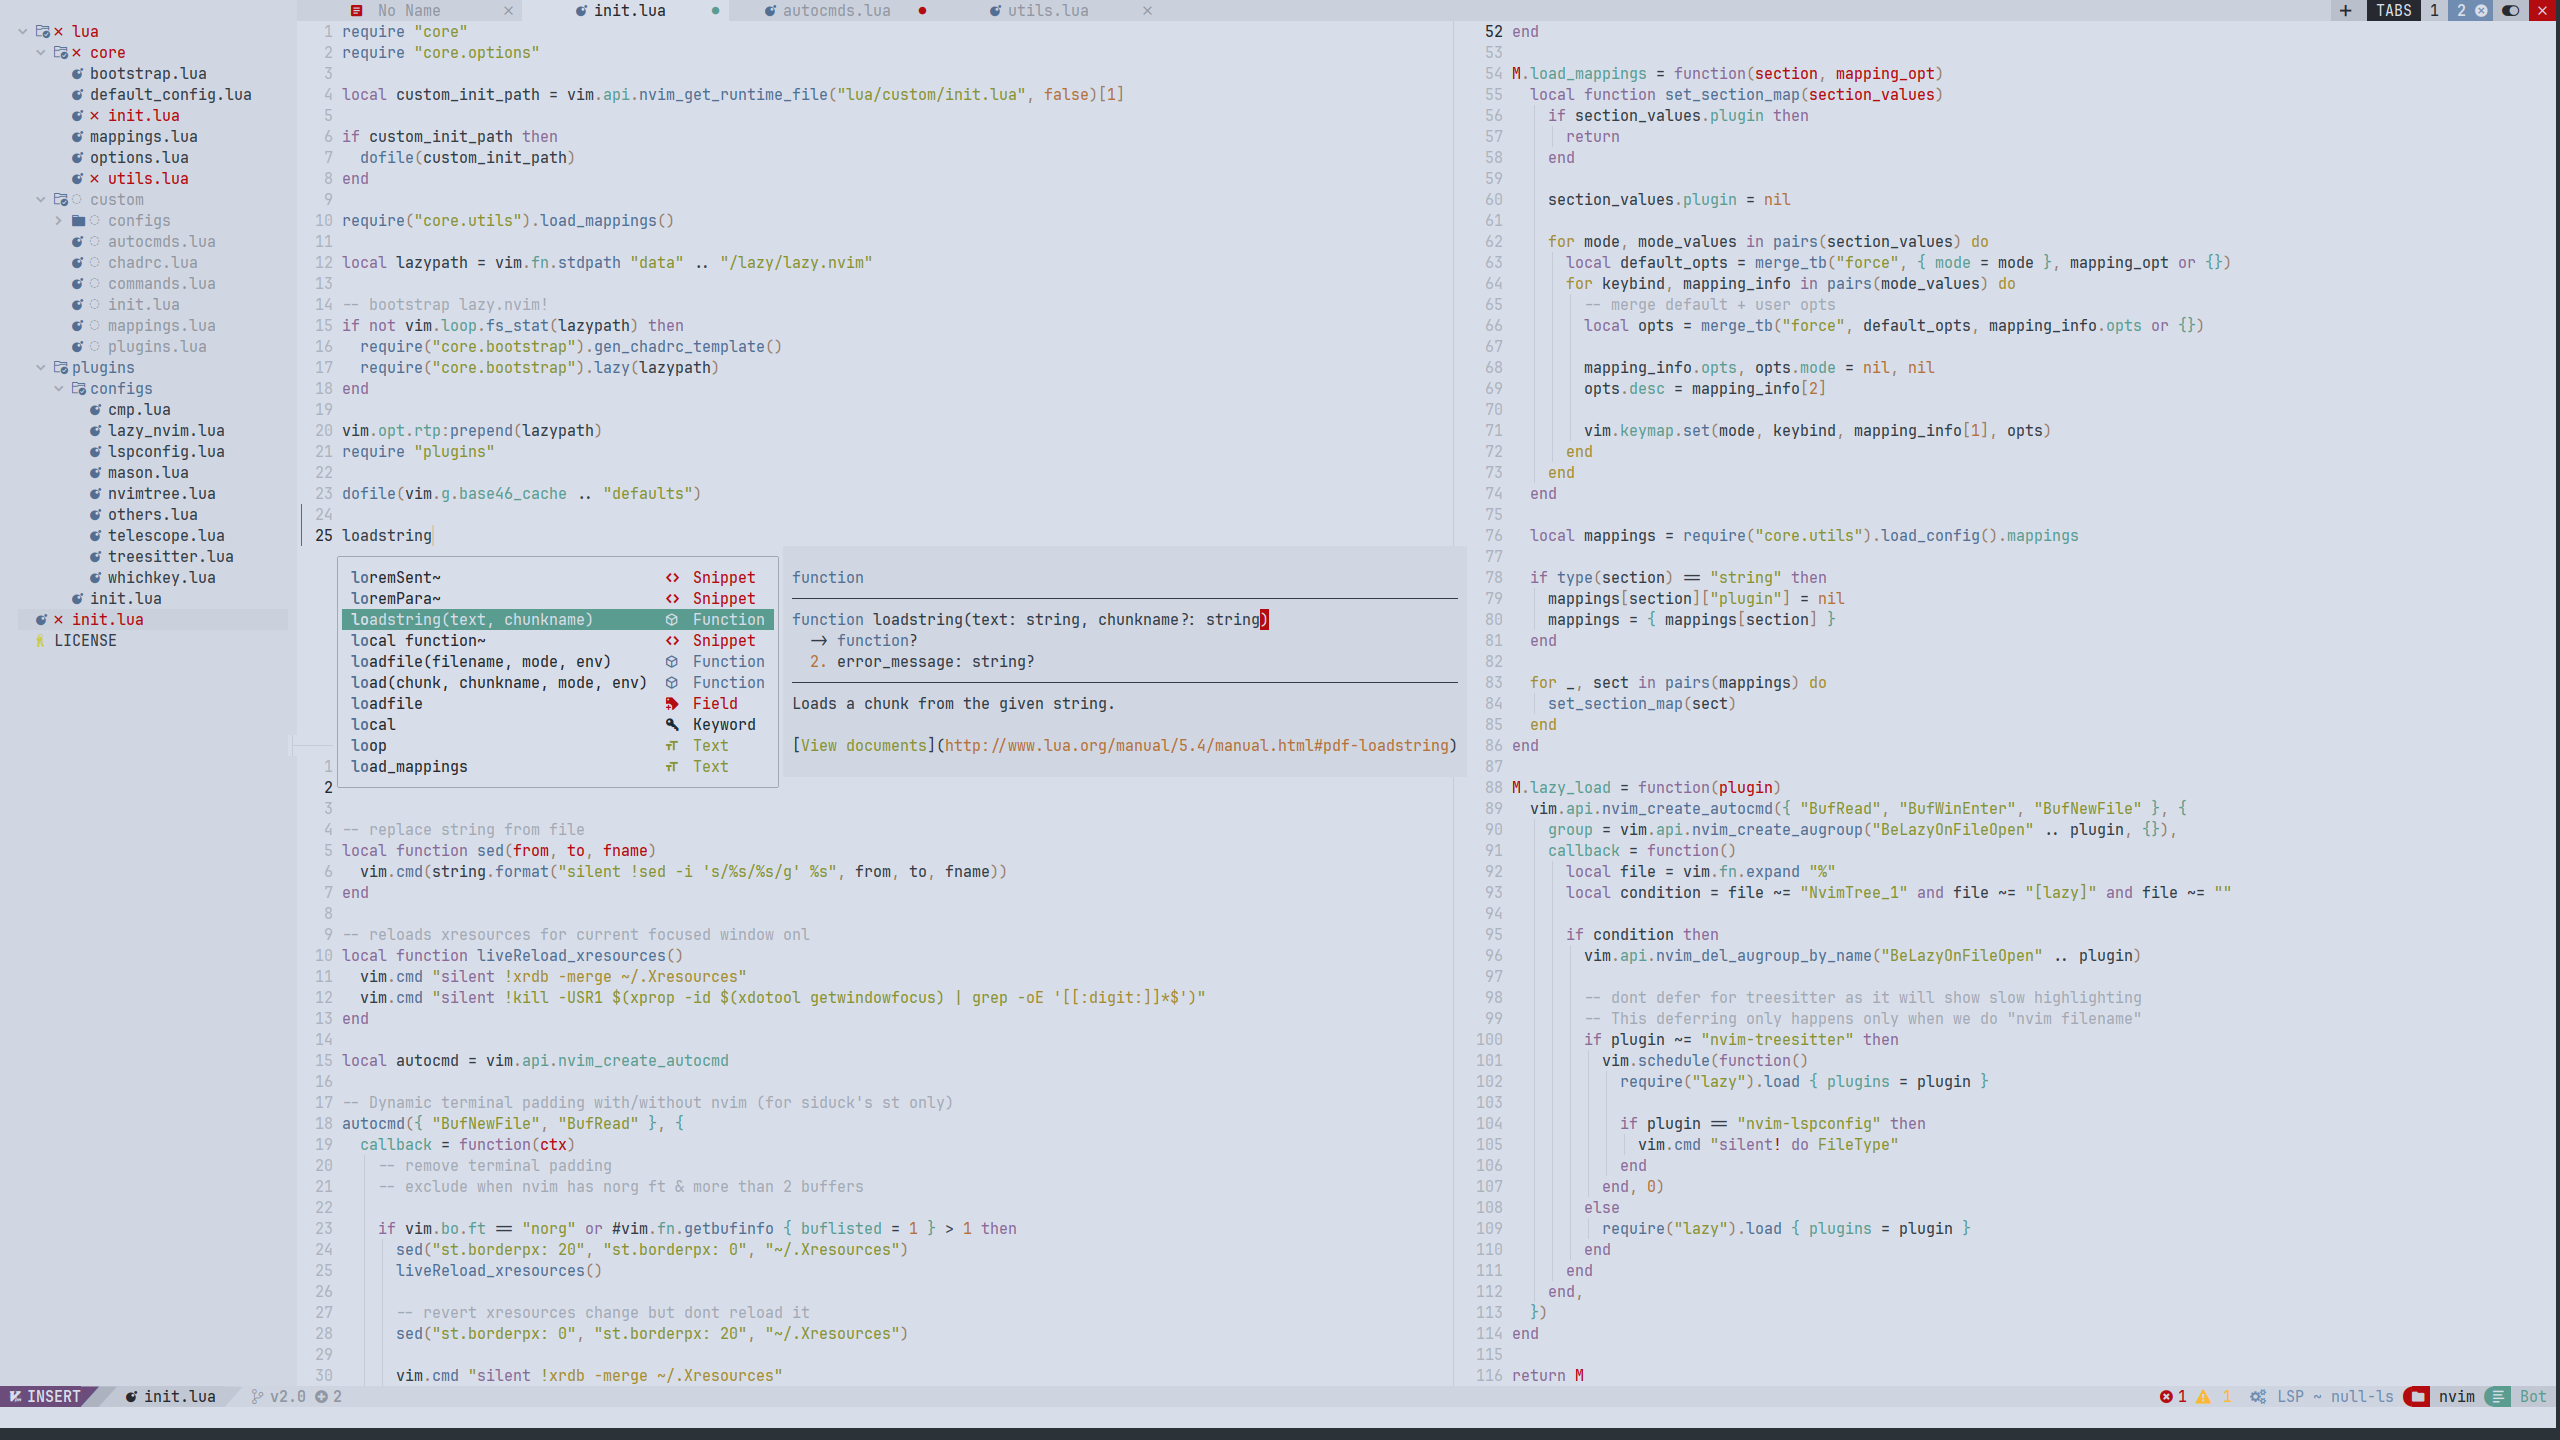 No Name
init.lua
autocmds.lua
utils.lua
TABS 1 2
lua
core
bootstrap.lua
default_config.lua
init.lua
mappings.lua
options.lua
utils.lua
custom
configs
autocmds.lua
chadrc.lua
commands.lua
init.lua
mappings.lua
plugins.lua
plugins
configs
cmp.lua
lazy_nvim.lua
lspconfig.lua
mason.lua
nvimtree.lua
others.lua
telescope.lua
treesitter.lua
whichkey.lua
init.lua
init.lua
LICENSE
1 require "core"
2 require "core.options"
3
4 local custom_init_path = vim.api.nvim_get_runtime_file("lua/custom/init.lua", false)[1]
5
6 if custom_init_path then
7   dofile(custom_init_path)
8 end
9
10 require("core.utils").load_mappings()
11
12 local lazypath = vim.fn.stdpath "data" .. "/lazy/lazy.nvim"
13
14 -- bootstrap lazy.nvim!
15 if not vim.loop.fs_stat(lazypath) then
16   require("core.bootstrap").gen_chadrc_template()
17   require("core.bootstrap").lazy(lazypath)
18 end
19
20 vim.opt.rtp:prepend(lazypath)
21 require "plugins"
22
23 dofile(vim.g.base46_cache .. "defaults")
24
25 loadstring
loremSent~ Snippet
loremPara~ Snippet
loadstring(text, chunkname) Function
local function~ Snippet
loadfile(filename, mode, env) Function
load(chunk, chunkname, mode, env) Function
loadfile Field
local Keyword
loop Text
load_mappings Text
function
function loadstring(text: string, chunkname?: string)
  -> function?
  2. error_message: string?
Loads a chunk from the given string.
[View documents](http://www.lua.org/manual/5.4/manual.html#pdf-loadstring)
1
2
3
4 -- replace string from file
5 local function sed(from, to, fname)
6   vim.cmd(string.format("silent !sed -i 's/%s/%s/g' %s", from, to, fname))
7 end
8
9 -- reloads xresources for current focused window onl
10 local function liveReload_xresources()
11   vim.cmd "silent !xrdb -merge ~/.Xresources"
12   vim.cmd "silent !kill -USR1 $(xprop -id $(xdotool getwindowfocus) | grep -oE '[[:digit:]]*$')"
13 end
14
15 local autocmd = vim.api.nvim_create_autocmd
16
17 -- Dynamic terminal padding with/without nvim (for siduck's st only)
18 autocmd({ "BufNewFile", "BufRead" }, {
19   callback = function(ctx)
20     -- remove terminal padding
21     -- exclude when nvim has norg ft & more than 2 buffers
22
23     if vim.bo.ft == "norg" or #vim.fn.getbufinfo { buflisted = 1 } > 1 then
24       sed("st.borderpx: 20", "st.borderpx: 0", "~/.Xresources")
25       liveReload_xresources()
26
27       -- revert xresources change but dont reload it
28       sed("st.borderpx: 0", "st.borderpx: 20", "~/.Xresources")
29
30       vim.cmd "silent !xrdb -merge ~/.Xresources"
52 end
53
54 M.load_mappings = function(section, mapping_opt)
55   local function set_section_map(section_values)
56     if section_values.plugin then
57       return
58     end
59
60     section_values.plugin = nil
61
62     for mode, mode_values in pairs(section_values) do
63       local default_opts = merge_tb("force", { mode = mode }, mapping_opt or {})
64       for keybind, mapping_info in pairs(mode_values) do
65         -- merge default + user opts
66         local opts = merge_tb("force", default_opts, mapping_info.opts or {})
67
68         mapping_info.opts, opts.mode = nil, nil
69         opts.desc = mapping_info[2]
70
71         vim.keymap.set(mode, keybind, mapping_info[1], opts)
72       end
73     end
74   end
75
76   local mappings = require("core.utils").load_config().mappings
77
78   if type(section) == "string" then
79     mappings[section]["plugin"] = nil
80     mappings = { mappings[section] }
81   end
82
83   for _, sect in pairs(mappings) do
84     set_section_map(sect)
85   end
86 end
87
88 M.lazy_load = function(plugin)
89   vim.api.nvim_create_autocmd({ "BufRead", "BufWinEnter", "BufNewFile" }, {
90     group = vim.api.nvim_create_augroup("BeLazyOnFileOpen" .. plugin, {}),
91     callback = function()
92       local file = vim.fn.expand "%"
93       local condition = file ~= "NvimTree_1" and file ~= "[lazy]" and file ~= ""
94
95       if condition then
96         vim.api.nvim_del_augroup_by_name("BeLazyOnFileOpen" .. plugin)
97
98         -- dont defer for treesitter as it will show slow highlighting
99         -- This deferring only happens only when we do "nvim filename"
100         if plugin ~= "nvim-treesitter" then
101           vim.schedule(function()
102             require("lazy").load { plugins = plugin }
103
104             if plugin == "nvim-lspconfig" then
105               vim.cmd "silent! do FileType"
106             end
107           end, 0)
108         else
109           require("lazy").load { plugins = plugin }
110         end
111       end
112     end,
113   })
114 end
115
116 return M
INSERT init.lua v2.0 2
1 1 LSP ~ null-ls nvim Bot